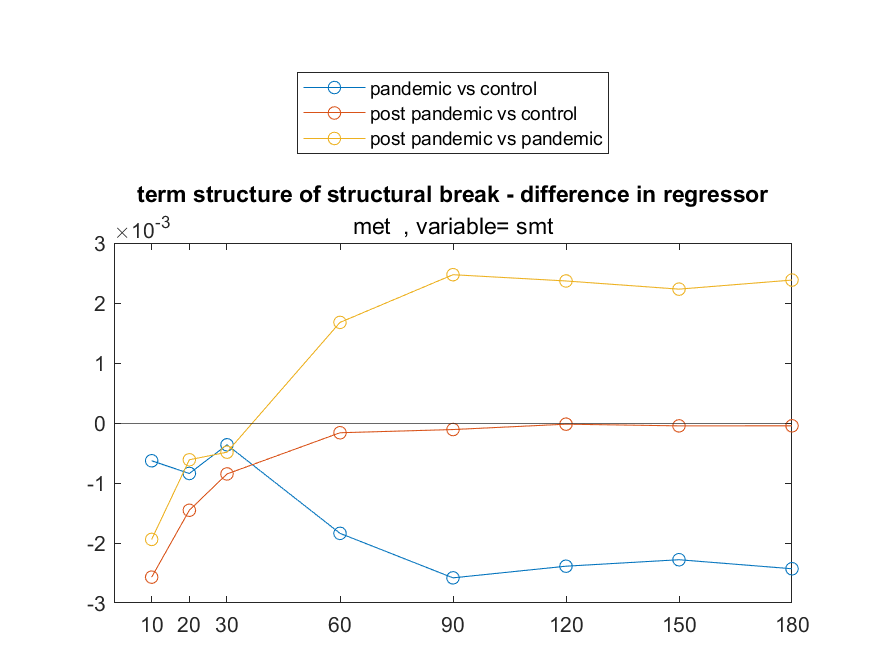 pandemic vs control
post pandemic vs control
post pandemic vs pandemic
term structure of structural break - difference in regressor
met , variable= smt
×10-3
3
2
1
0
-1
-2
-3
10 20 30 60 90 120 150 180